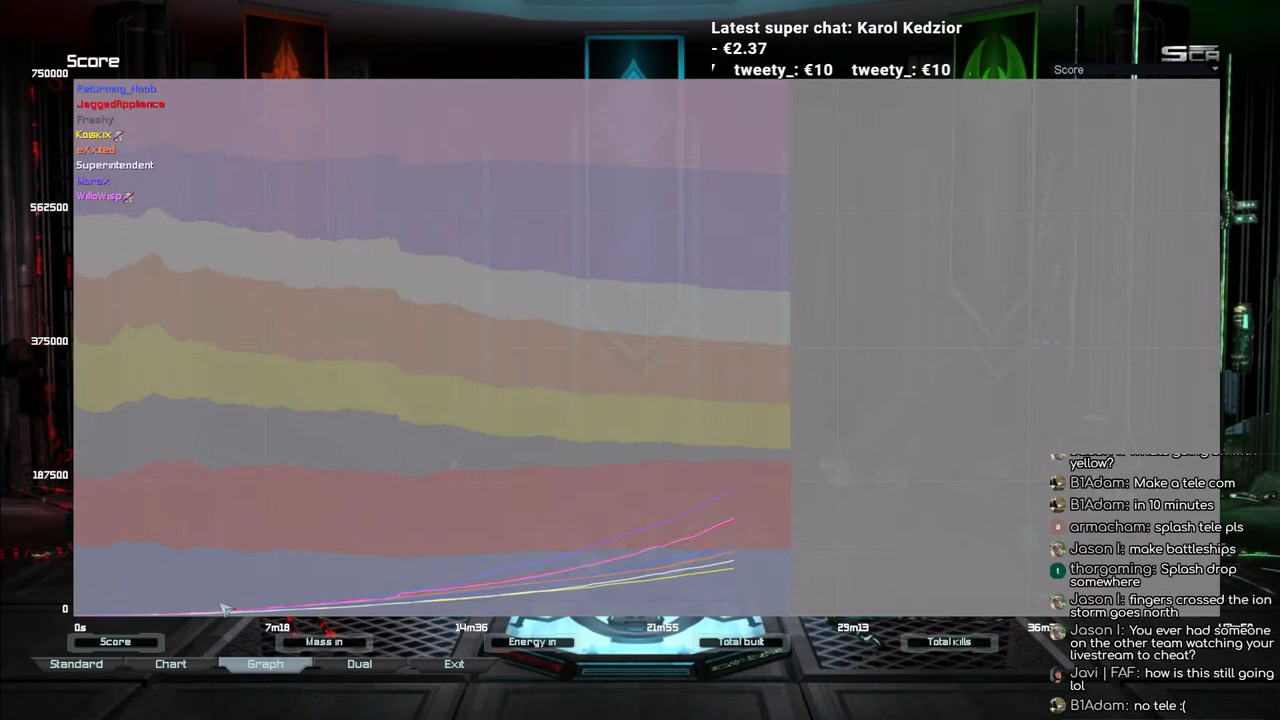 Latest super chat: Karol Kedzior
- €2.37
tweety_: €10 tweety_: €10
Score
750000
SCA
Score
Returning_Noob
JaggedAppliance
Freshy
eXxited
Superintendent
Morax
WilloWisp
562500
375000
187500
0
0s
7m18
14m36
21m55
29m13
Score
Mass in
Energy in
Total built
Total kills
Standard
Chart
Graph
Dual
Exit
yellow?
B1Adam: Make a tele com
B1Adam: in 10 minutes
armacham: splash tele pls
Jason I: make battleships
thorgaming: Splash drop
somewhere
Jason I: fingers crossed the ion
storm goes north
Jason I: You ever had someone
on the other team watching your
livestream to cheat?
Javi | FAF: how is this still going
lol
B1Adam: no tele :(